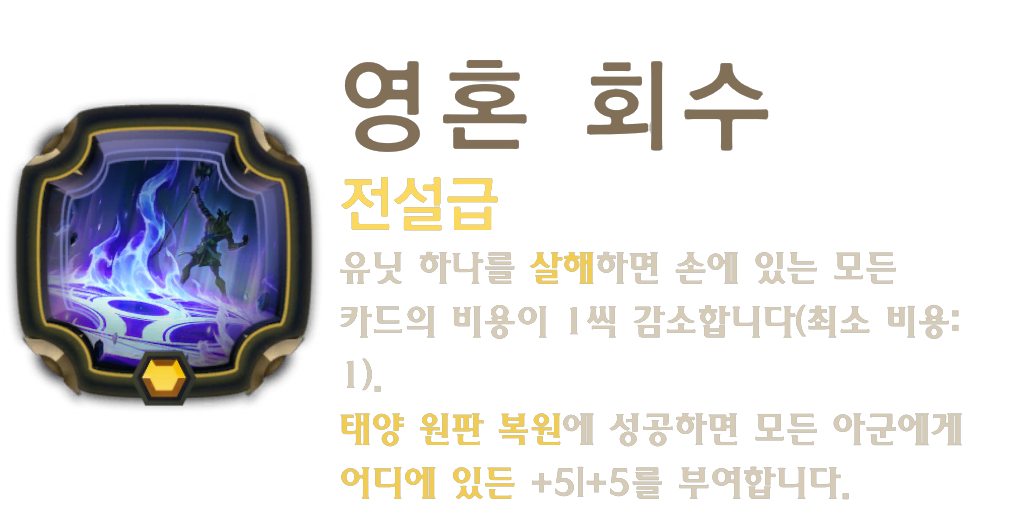 영혼 회수
전설급
유닛 하나를 살해하면 손에 있는 모든
카드의 비용이 1씩 감소합니다(최소 비용:
1).
태양 원판 복원에 성공하면 모든 아군에게
어디에 있든 +5|+5를 부여합니다.